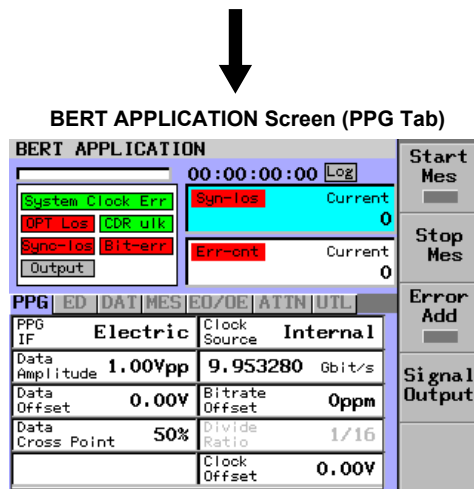 BERT APPLICATION Screen (PPG Tab)
BERT APPLICATION
00:00:00:00 Log
System Clock Err
OPT Los CDR ulk
Sync-los Bit-err
Output
Syn-los Current
0
Err-cnt Current
0
PPG ED DAT MES EO/OE ATTN UTL
PPG IF Electric
Clock Source Internal
Data Amplitude 1.00Vpp
9.953280 Gbit/s
Data Offset 0.00V
Bitrate Offset 0ppm
Data Cross Point 50%
Divide Ratio 1/16
Clock Offset 0.00V
Start Mes
Stop Mes
Error Add
Signal Output